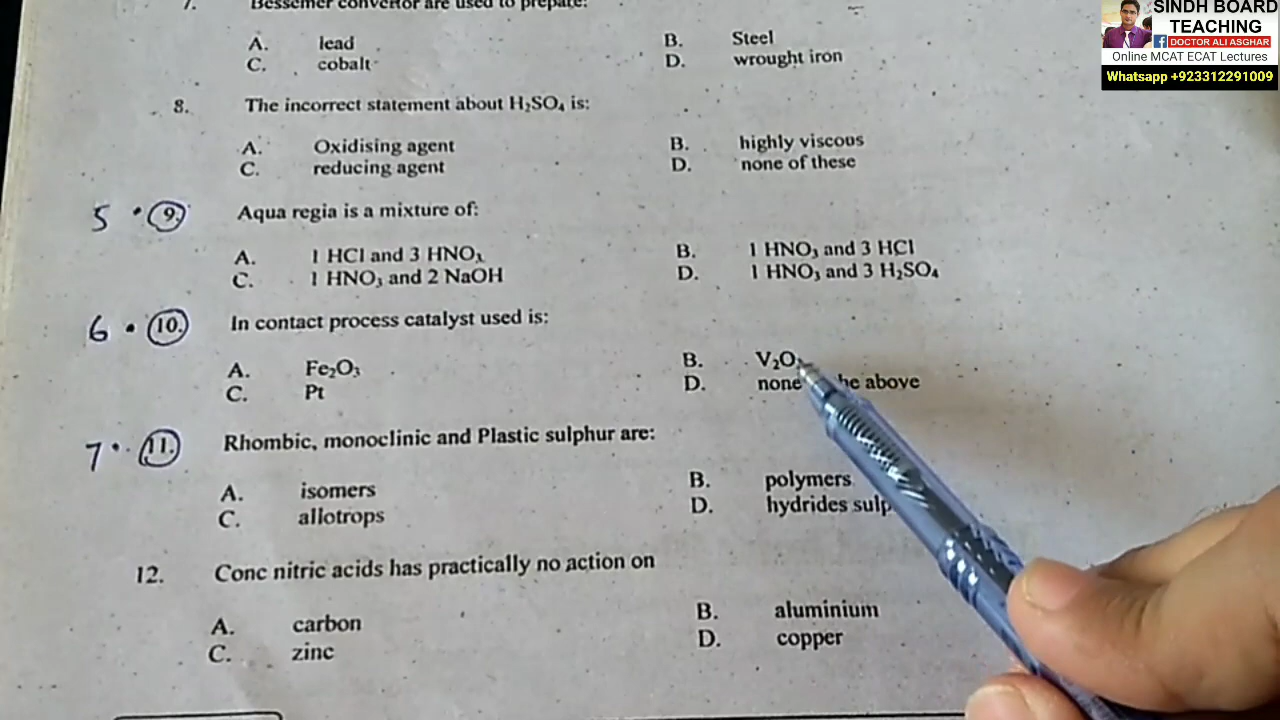 SINDH BOARD
TEACHING
DOCTOR ALI ASGHAR
Online MCAT ECAT Lectures
Whatsapp +923312291009
7. Bessemer convertor are used to prepare:
A. lead B. Steel
C. cobalt D. wrought iron
8. The incorrect statement about H₂SO₄ is:
A. Oxidising agent B. highly viscous
C. reducing agent D. none of these
5 • 9. Aqua regia is a mixture of:
A. 1 HCl and 3 HNO₃ B. 1 HNO₃ and 3 HCl
C. 1 HNO₃ and 2 NaOH D. 1 HNO₃ and 3 H₂SO₄
6 • 10. In contact process catalyst used is:
A. Fe₂O₃ B. V₂O
C. Pt D. none he above
7 • 11. Rhombic, monoclinic and Plastic sulphur are:
A. isomers B. polymers
C. allotrops D. hydrides sulp
12. Conc nitric acids has practically no action on
A. carbon B. aluminium
C. zinc D. copper